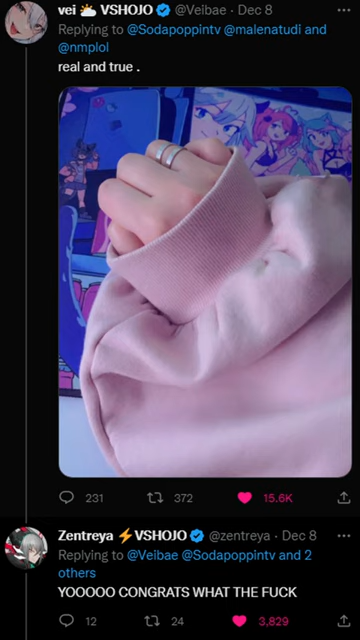 vei ⛅ VSHOJO @Veibae · Dec 8
Replying to @Sodapoppintv @malenatudi and
@nmplol
real and true .
231 372 15.6K
Zentreya ⚡VSHOJO @zentreya · Dec 8
Replying to @Veibae @Sodapoppintv and 2
others
YOOOOO CONGRATS WHAT THE FUCK
12 24 3,829